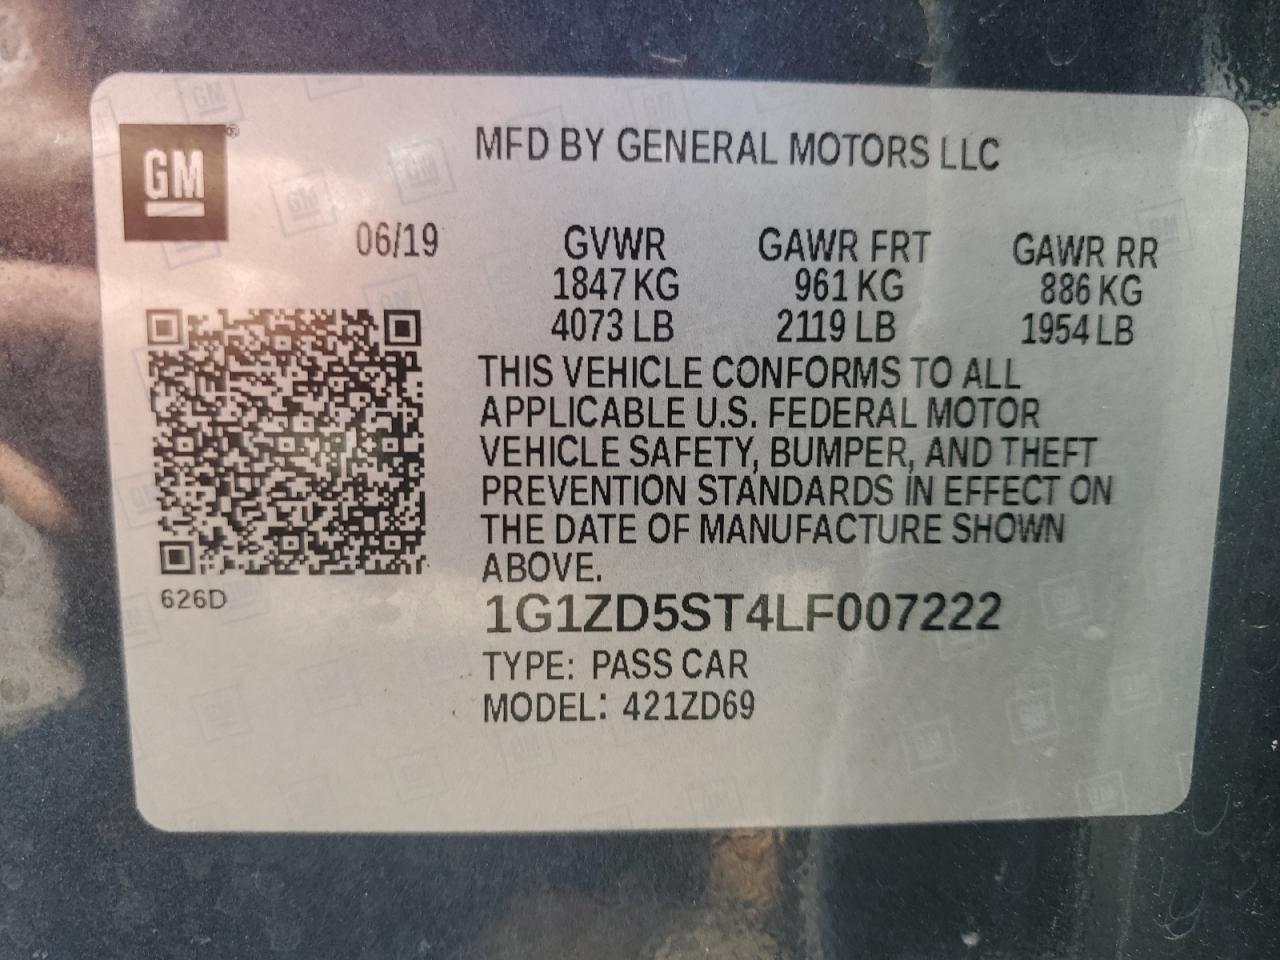 GM®
MFD BY GENERAL MOTORS LLC
06/19 GVWR GAWR FRT GAWR RR
1847 KG 961 KG 886 KG
4073 LB 2119 LB 1954 LB
THIS VEHICLE CONFORMS TO ALL
APPLICABLE U.S. FEDERAL MOTOR
VEHICLE SAFETY, BUMPER, AND THEFT
PREVENTION STANDARDS IN EFFECT ON
THE DATE OF MANUFACTURE SHOWN
ABOVE.
626D
1G1ZD5ST4LF007222
TYPE: PASS CAR
MODEL: 421ZD69